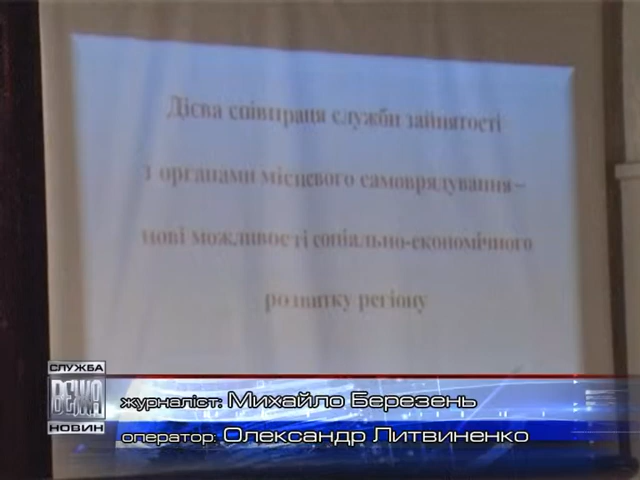 Дієва співпраця служби зайнятості
з органами місцевого самоврядування –
нові можливості соціально-економічного
розвитку регіону
СЛУЖБА
ВЕЖА
НОВИН
журналіст: Михайло Березень
оператор: Олександр Литвиненко